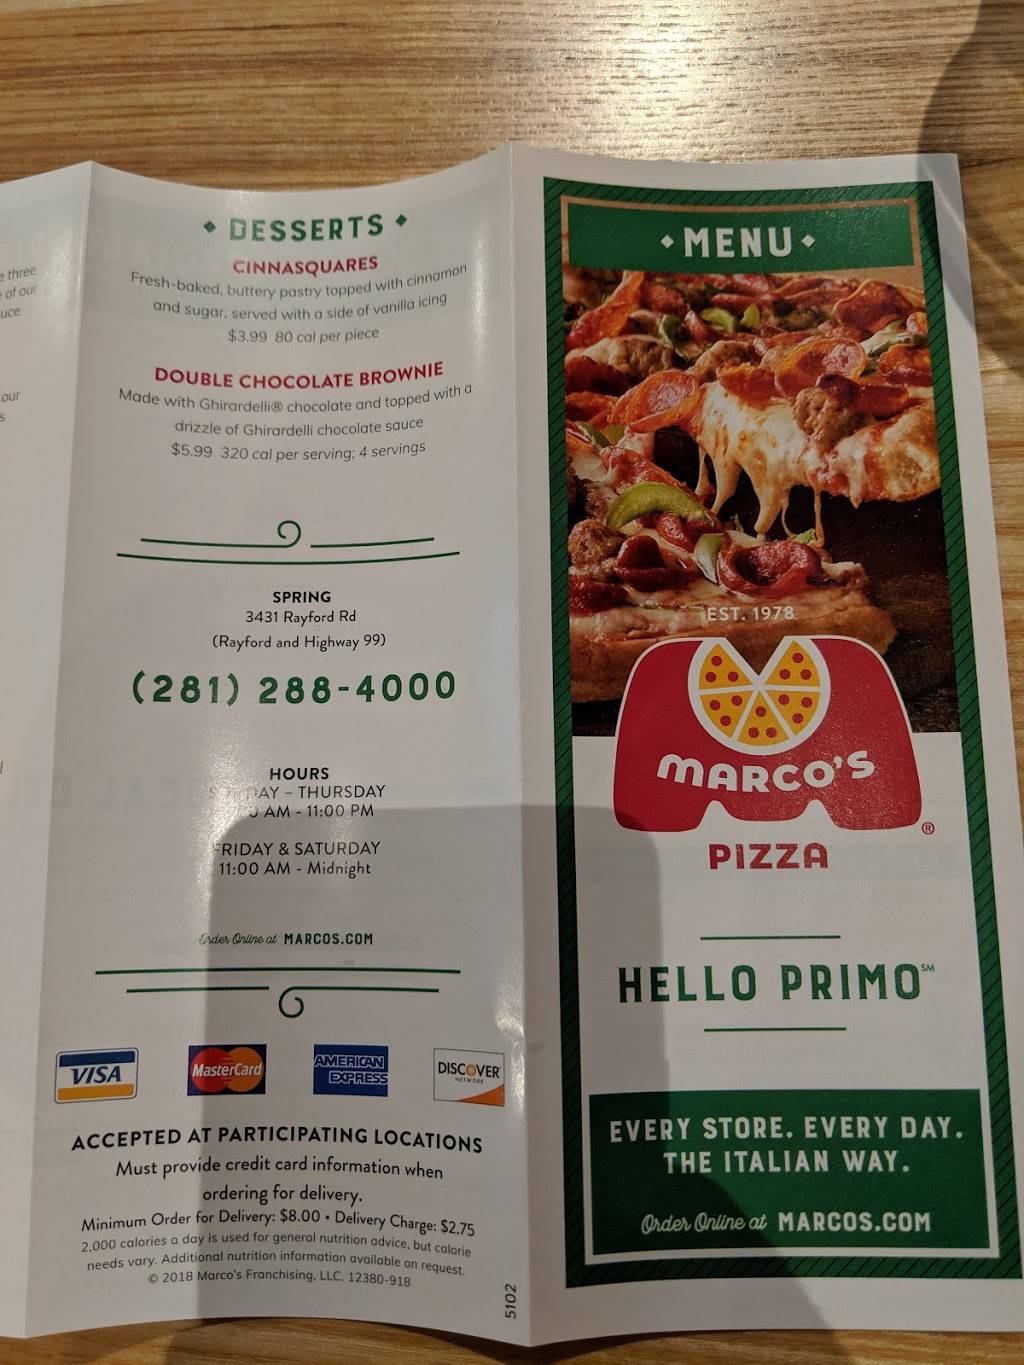 three
of our
our
DESSERTS
CINNASQUARES
Fresh-baked, buttery pastry topped with cinnamon
and sugar, served with a side of vanilla icing
$3.99 80 cal per piece
DOUBLE CHOCOLATE BROWNIE
Made with Ghirardelli® chocolate and topped with a
drizzle of Ghirardelli chocolate sauce
$5.99 320 cal per serving; 4 servings
SPRING
3431 Rayford Rd
(Rayford and Highway 99)
(281) 288-4000
HOURS
– THURSDAY
AM - 11:00 PM
FRIDAY & SATURDAY
11:00 AM - Midnight
Order Online at MARCOS.COM
VISA
MasterCard
AMERICAN
EXPRESS
DISCOVER
NETWORK
ACCEPTED AT PARTICIPATING LOCATIONS
Must provide credit card information when
ordering for delivery.
Minimum Order for Delivery: $8.00 • Delivery Charge: $2.75
2,000 calories a day is used for general nutrition advice, but calorie
needs vary. Additional nutrition information available on request.
© 2018 Marco's Franchising, LLC. 12380-918
5102
MENU
EST. 1978
MARCO'S
®
PIZZA
HELLO PRIMO℠
EVERY STORE. EVERY DAY.
THE ITALIAN WAY.
Order Online at MARCOS.COM